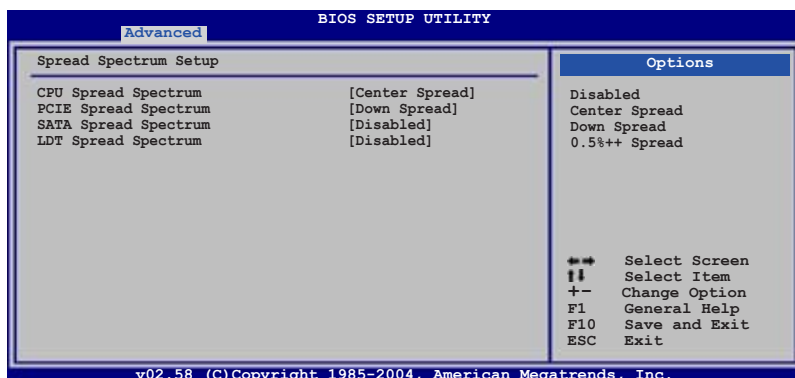 BIOS SETUP UTILITY
Advanced
Spread Spectrum Setup
CPU Spread Spectrum [Center Spread]
PCIE Spread Spectrum [Down Spread]
SATA Spread Spectrum [Disabled]
LDT Spread Spectrum [Disabled]
Options
Disabled
Center Spread
Down Spread
0.5%++ Spread
←→ Select Screen
↑↓ Select Item
+- Change Option
F1 General Help
F10 Save and Exit
ESC Exit
v02.58 (C)Copyright 1985-2004, American Megatrends, Inc.